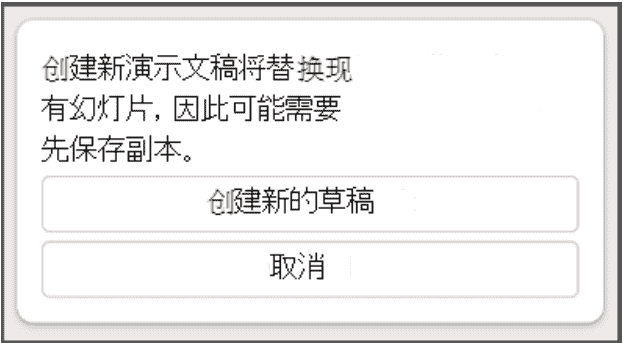 创建新演示文稿将替换现
有幻灯片，因此可能需要
先保存副本。
创建新的草稿
取消